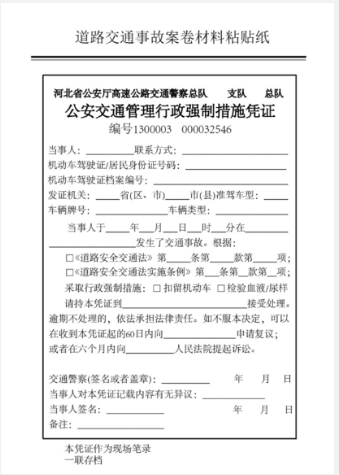 道路交通事故案卷材料粘贴纸
河北省公安厅高速公路交通警察总队 支队 总队
公安交通管理行政强制措施凭证
编号1300003 000032546
当事人：________联系方式：________________
机动车驾驶证/居民身份证号码：________________
机动车驾驶证档案编号：________________
发证机关：____省(区、市)____市(县)准驾车型：____
车辆牌号：____________车辆类型：____________
当事人于____年__月__日__时__分在________
________________发生了交通事故。根据：
□《道路安全交通法》第____条第____款第____项；
□《道路安全交通法实施条例》第__条第__款第__项；
采取行政强制措施：□ 扣留机动车 □ 检验血液/尿样
请持本凭证到________________________接受处理。
逾期不处理的，依法承担法律责任。如不服本决定，可以
在收到本凭证起的60日内向____________申请复议；
或者在六个月内向________人民法院提起诉讼。
交通警察(签名或者盖章)：________ 年 月 日
当事人对本凭证记载内容有无异议：____________
当事人签名：____________ 年 月 日
备注：________________
本凭证作为现场笔录
一联存档